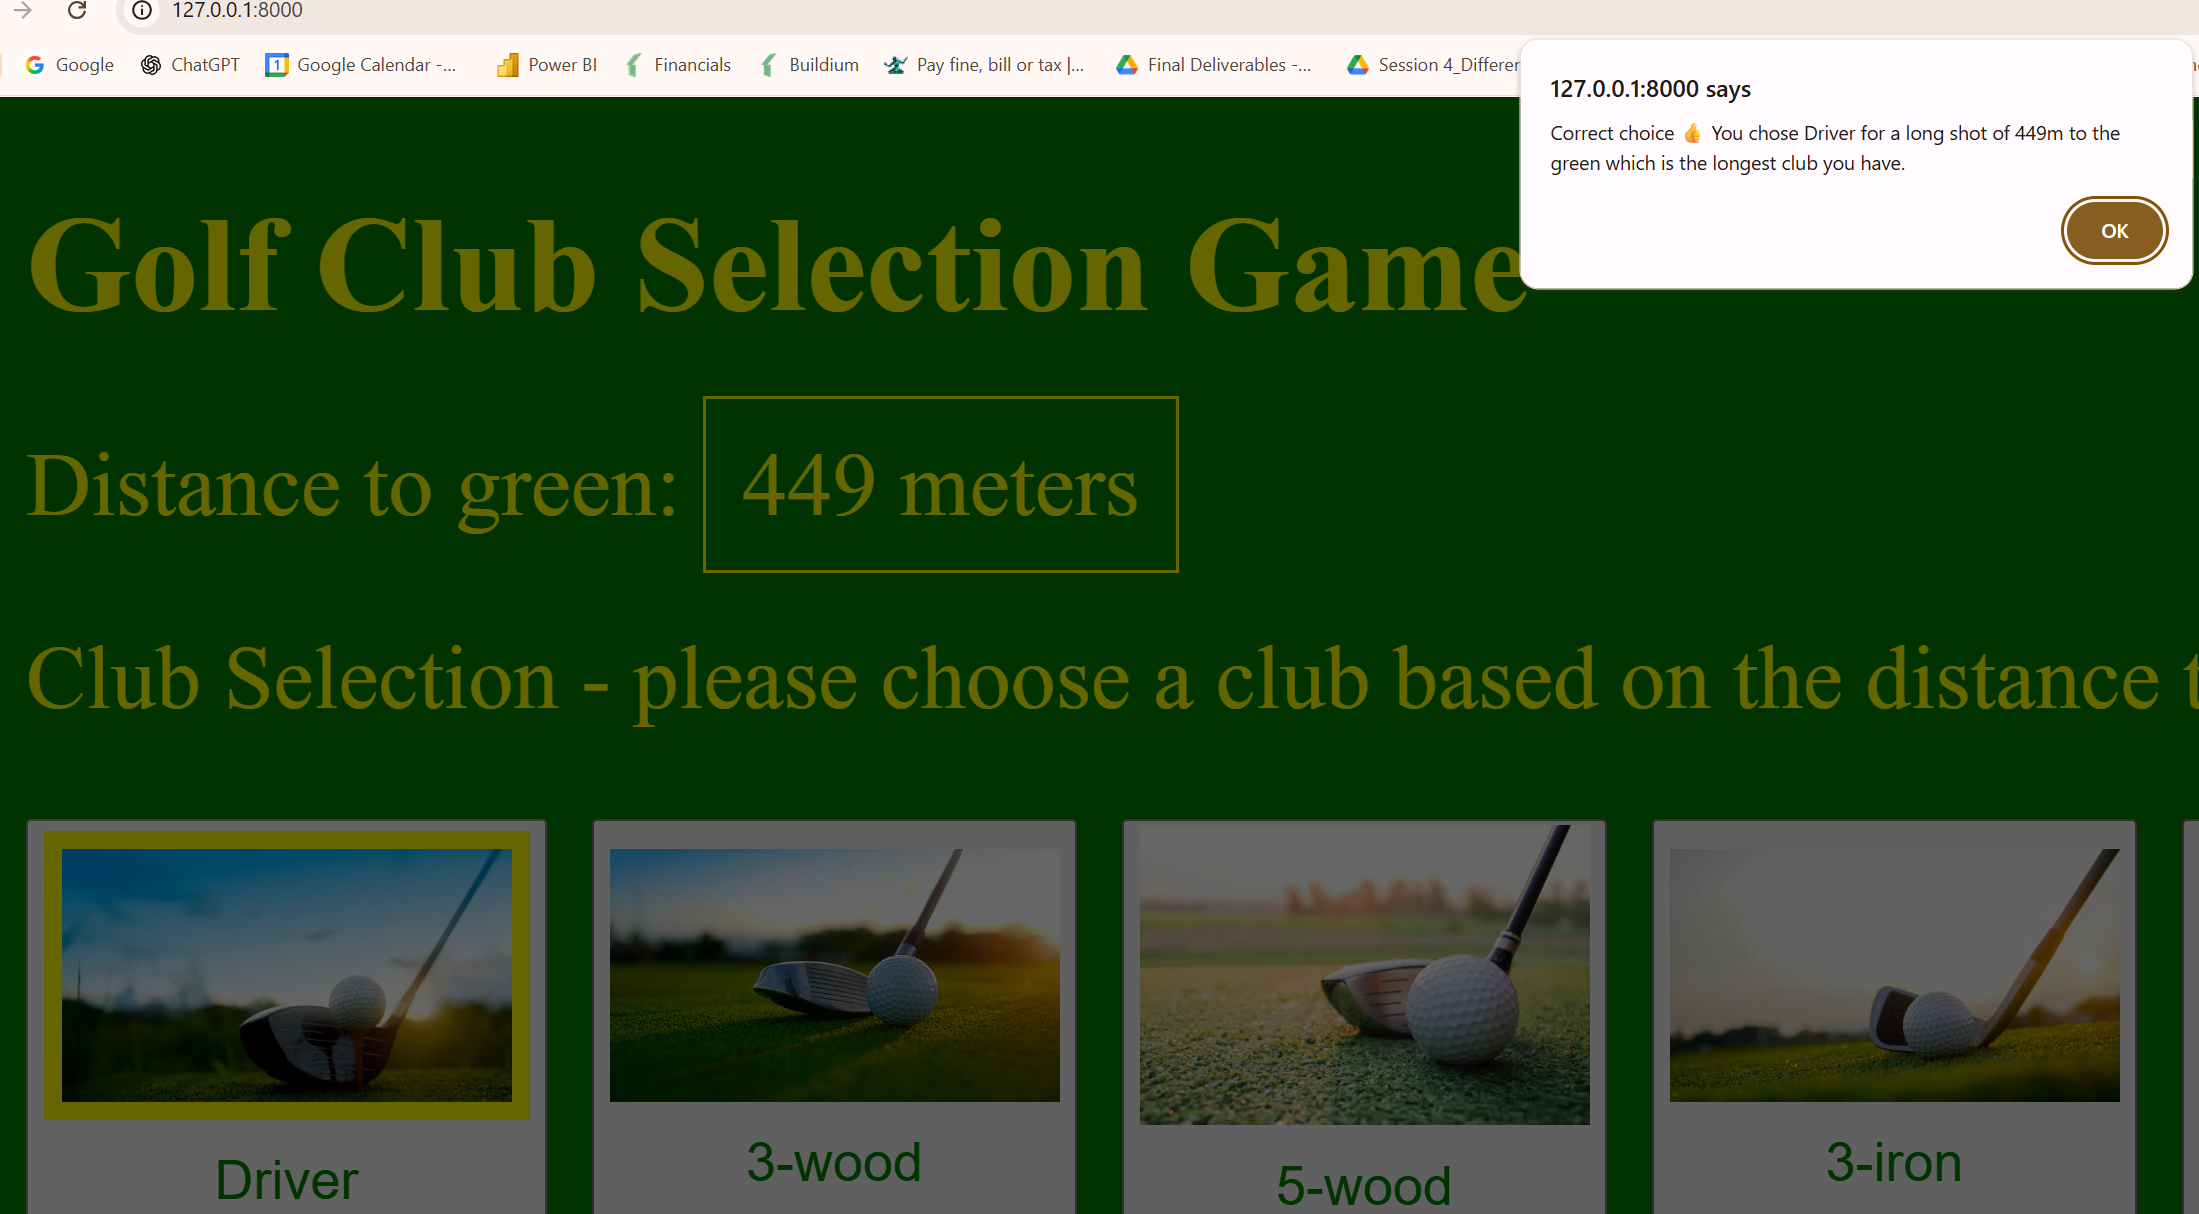 127.0.0.1:8000
Google ChatGPT Google Calendar -... Power BI Financials Buildium Pay fine, bill or tax |... Final Deliverables -... Session 4_Differen
127.0.0.1:8000 says
Correct choice 👍 You chose Driver for a long shot of 449m to the
green which is the longest club you have.
OK
Golf Club Selection Game
Distance to green: 449 meters
Club Selection - please choose a club based on the distance
Driver
3-wood
5-wood
3-iron